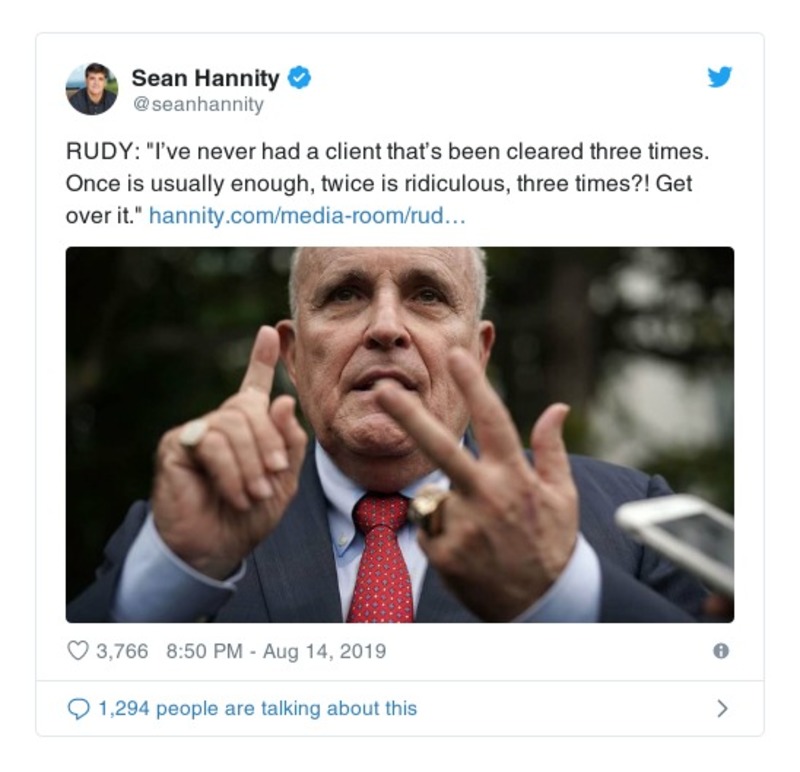 Sean Hannity
@seanhannity
RUDY: "I've never had a client that's been cleared three times.
Once is usually enough, twice is ridiculous, three times?! Get
over it." hannity.com/media-room/rud…
3,766 8:50 PM - Aug 14, 2019
1,294 people are talking about this